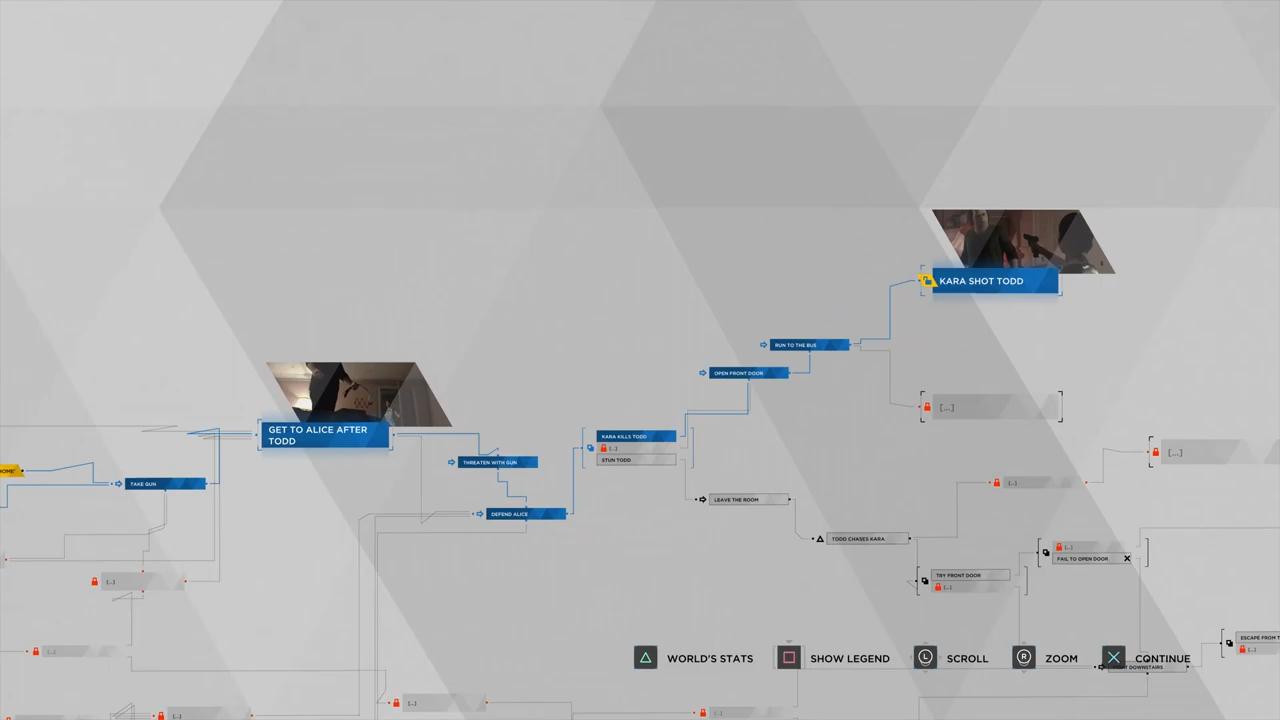 KARA SHOT TODD
RUN TO THE BUS
OPEN FRONT DOOR
[...]
GET TO ALICE AFTER
TODD
KARA KILLS TODD
[...]
STUN TODD
[...]
THREATEN WITH GUN
HOME"
TAKE GUN
[...]
LEAVE THE ROOM
DEFEND ALICE
TODD CHASES KARA
[...]
FAIL TO OPEN DOOR
TRY FRONT DOOR
[...]
[...]
ESCAPE FROM T
[...]
[...]
WORLD'S STATS
SHOW LEGEND
L
SCROLL
R
ZOOM
CONTINUE
DOWNSTAIRS
[...]
[...]
[...]